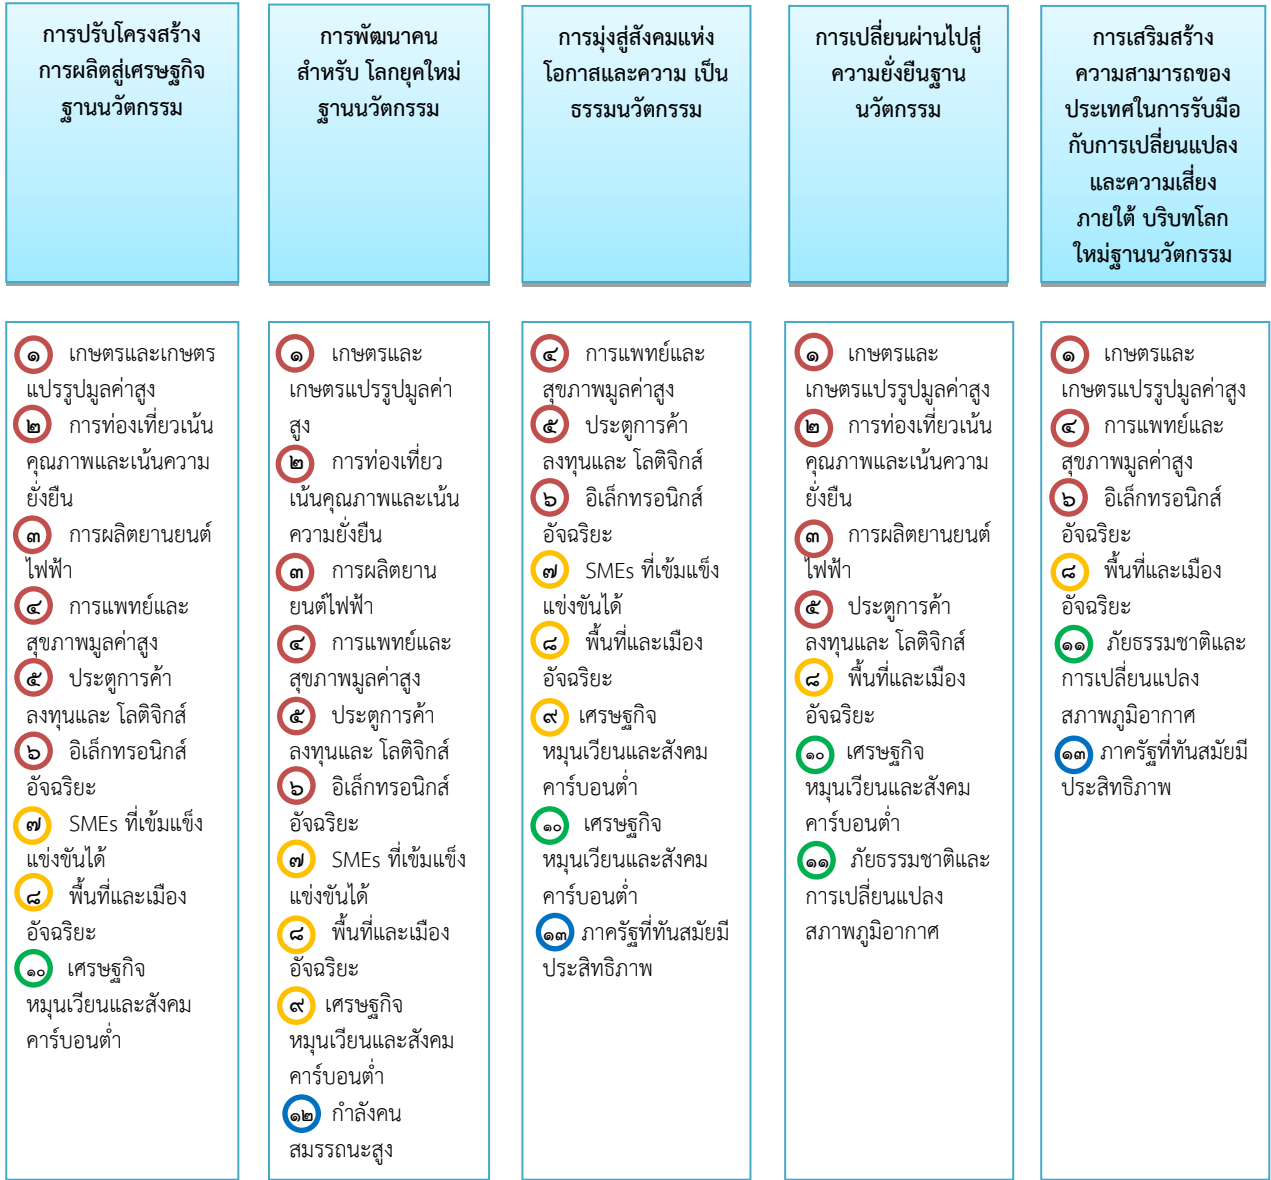 การปรับโครงสร้าง
การผลิตสู่เศรษฐกิจ
ฐานนวัตกรรม
การพัฒนาคน
สำหรับ โลกยุคใหม่
ฐานนวัตกรรม
การมุ่งสู่สังคมแห่ง
โอกาสและความ เป็น
ธรรมนวัตกรรม
การเปลี่ยนผ่านไปสู่
ความยั่งยืนฐาน
นวัตกรรม
การเสริมสร้าง
ความสามารถของ
ประเทศในการรับมือ
กับการเปลี่ยนแปลง
และความเสี่ยง
ภายใต้ บริบทโลก
ใหม่ฐานนวัตกรรม
๑ เกษตรและเกษตร
แปรรูปมูลค่าสูง
๒ การท่องเที่ยวเน้น
คุณภาพและเน้นความ
ยั่งยืน
๓ การผลิตยานยนต์
ไฟฟ้า
๔ การแพทย์และ
สุขภาพมูลค่าสูง
๕ ประตูการค้า
ลงทุนและ โลติจิกส์
๖ อิเล็กทรอนิกส์
อัจฉริยะ
๗ SMEs ที่เข้มแข็ง
แข่งขันได้
๘ พื้นที่และเมือง
อัจฉริยะ
๑๐ เศรษฐกิจ
หมุนเวียนและสังคม
คาร์บอนต่ำ
๑ เกษตรและ
เกษตรแปรรูปมูลค่า
สูง
๒ การท่องเที่ยว
เน้นคุณภาพและเน้น
ความยั่งยืน
๓ การผลิตยาน
ยนต์ไฟฟ้า
๔ การแพทย์และ
สุขภาพมูลค่าสูง
๕ ประตูการค้า
ลงทุนและ โลติจิกส์
๖ อิเล็กทรอนิกส์
อัจฉริยะ
๗ SMEs ที่เข้มแข็ง
แข่งขันได้
๘ พื้นที่และเมือง
อัจฉริยะ
๙ เศรษฐกิจ
หมุนเวียนและสังคม
คาร์บอนต่ำ
๑๒ กำลังคน
สมรรถนะสูง
๔ การแพทย์และ
สุขภาพมูลค่าสูง
๕ ประตูการค้า
ลงทุนและ โลติจิกส์
๖ อิเล็กทรอนิกส์
อัจฉริยะ
๗ SMEs ที่เข้มแข็ง
แข่งขันได้
๘ พื้นที่และเมือง
อัจฉริยะ
๙ เศรษฐกิจ
หมุนเวียนและสังคม
คาร์บอนต่ำ
๑๐ เศรษฐกิจ
หมุนเวียนและสังคม
คาร์บอนต่ำ
๑๓ ภาครัฐที่ทันสมัยมี
ประสิทธิภาพ
๑ เกษตรและ
เกษตรแปรรูปมูลค่าสูง
๒ การท่องเที่ยวเน้น
คุณภาพและเน้นความ
ยั่งยืน
๓ การผลิตยานยนต์
ไฟฟ้า
๕ ประตูการค้า
ลงทุนและ โลติจิกส์
๘ พื้นที่และเมือง
อัจฉริยะ
๑๐ เศรษฐกิจ
หมุนเวียนและสังคม
คาร์บอนต่ำ
๑๑ ภัยธรรมชาติและ
การเปลี่ยนแปลง
สภาพภูมิอากาศ
๑ เกษตรและ
เกษตรแปรรูปมูลค่าสูง
๔ การแพทย์และ
สุขภาพมูลค่าสูง
๖ อิเล็กทรอนิกส์
อัจฉริยะ
๘ พื้นที่และเมือง
อัจฉริยะ
๑๑ ภัยธรรมชาติและ
การเปลี่ยนแปลง
สภาพภูมิอากาศ
๑๓ ภาครัฐที่ทันสมัยมี
ประสิทธิภาพ